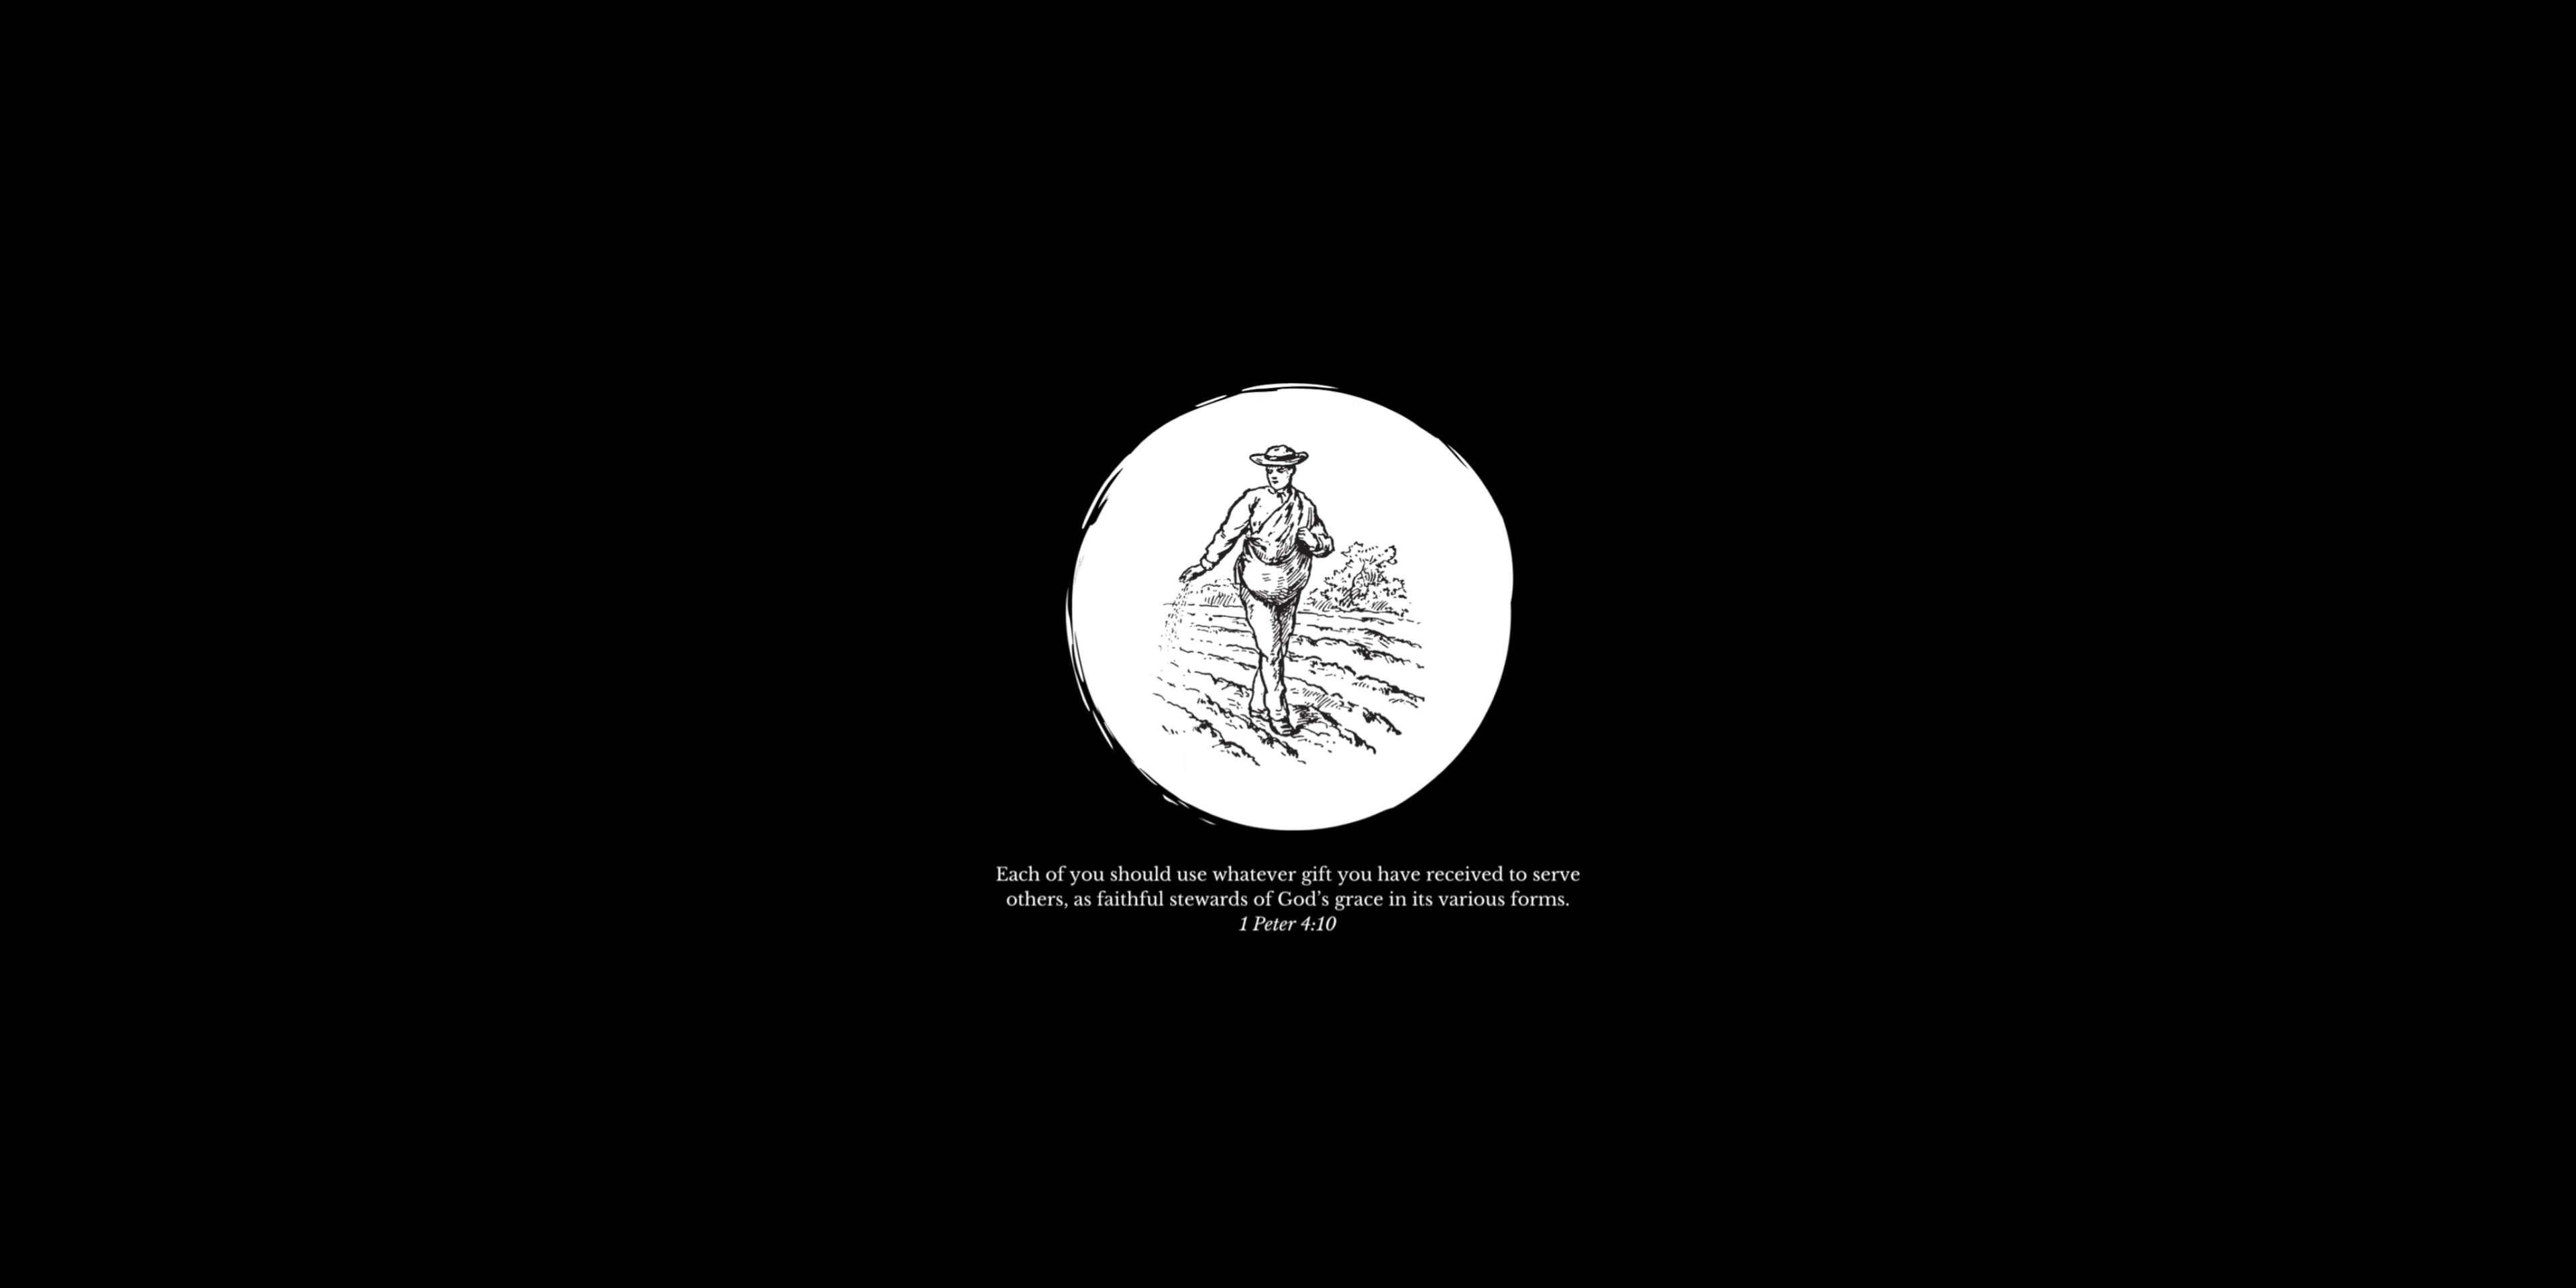 Each of you should use whatever gift you have received to serve
others, as faithful stewards of God’s grace in its various forms.
1 Peter 4:10